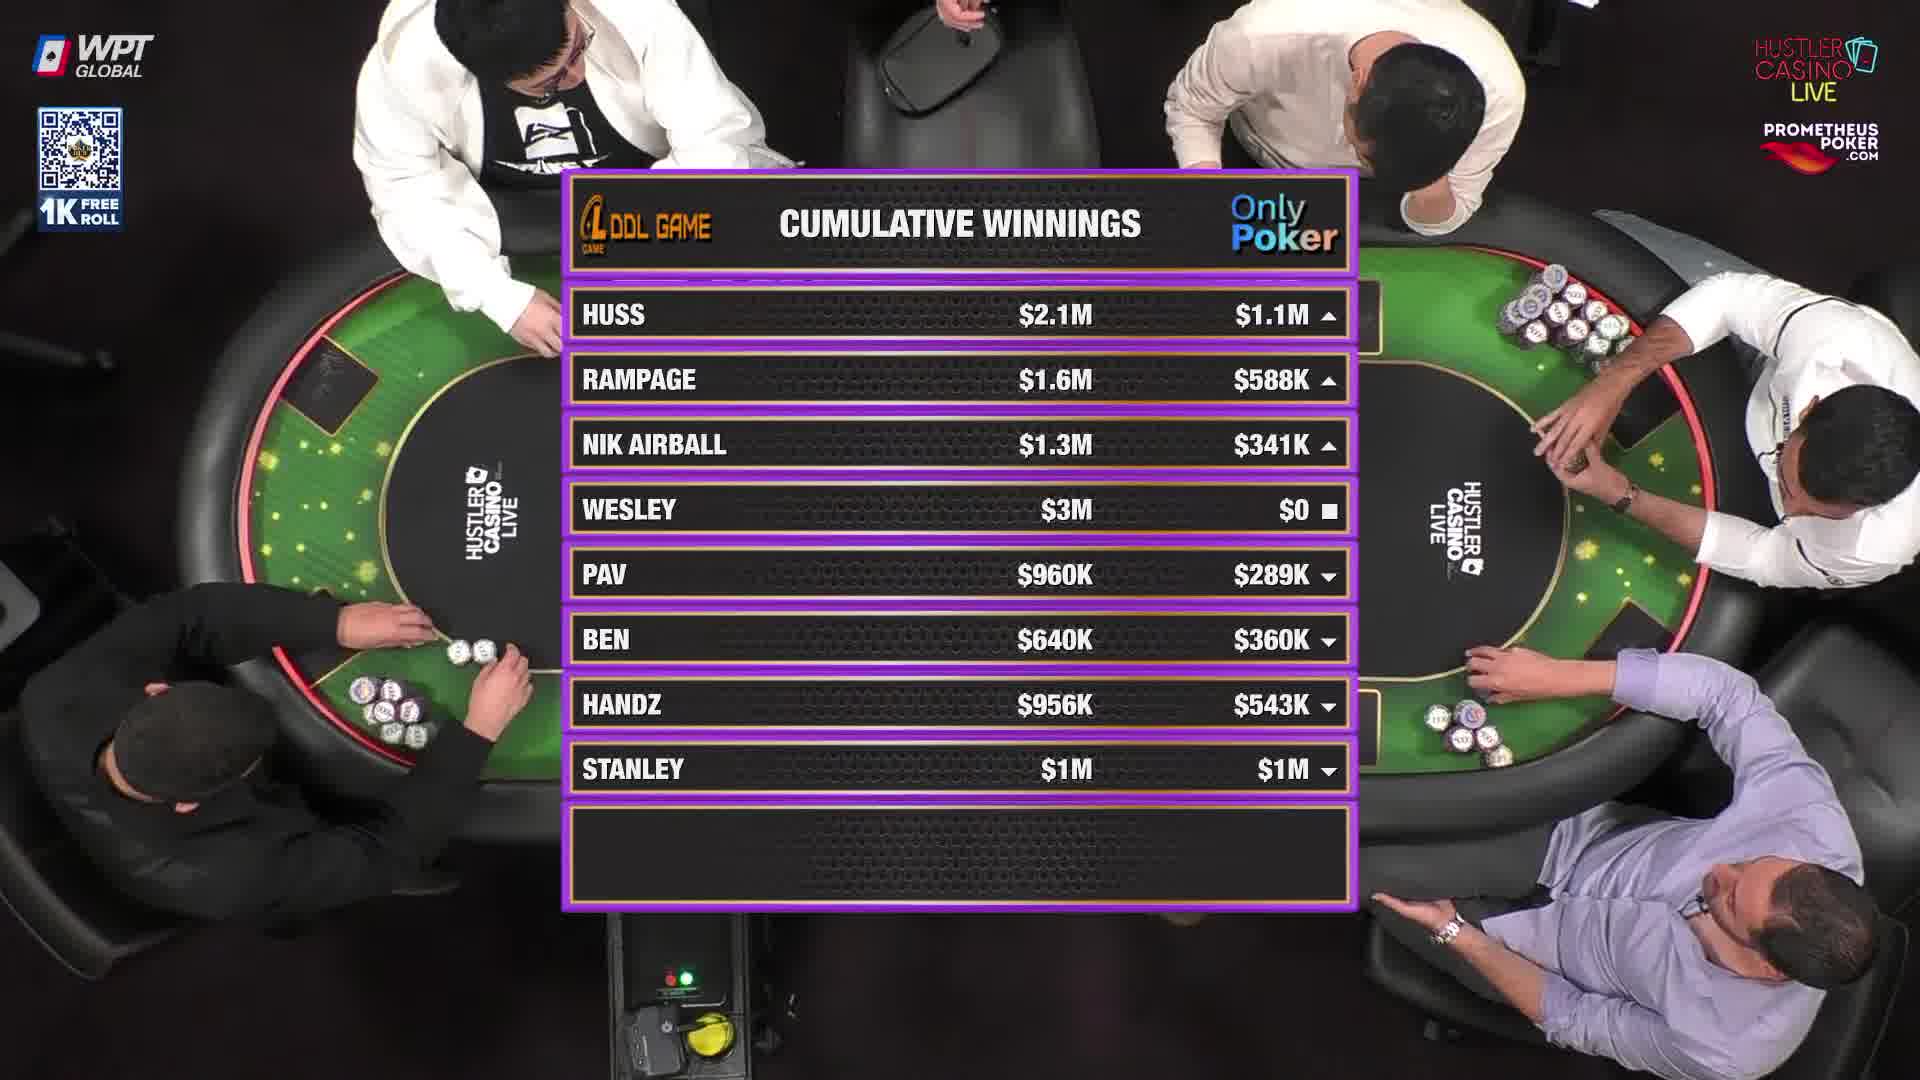 WPT
GLOBAL
1K FREE
ROLL
HUSTLER
CASINO
LIVE
PROMETHEUS
POKER
.COM
DDL GAME
GAME
CUMULATIVE WINNINGS
Only
Poker
HUSS $2.1M $1.1M
RAMPAGE $1.6M $588K
NIK AIRBALL $1.3M $341K
WESLEY $3M $0
PAV $960K $289K
BEN $640K $360K
HANDZ $956K $543K
STANLEY $1M $1M
HUSTLER
CASINO
LIVE
HUSTLER
CASINO
LIVE